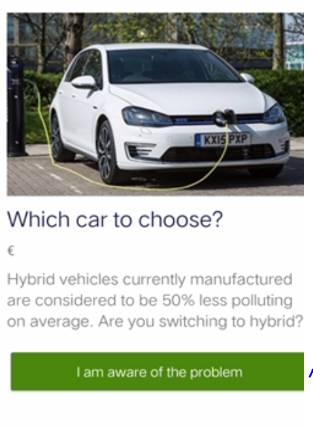 KX15 PXP
Which car to choose?
€
Hybrid vehicles currently manufactured
are considered to be 50% less polluting
on average. Are you switching to hybrid?
I am aware of the problem